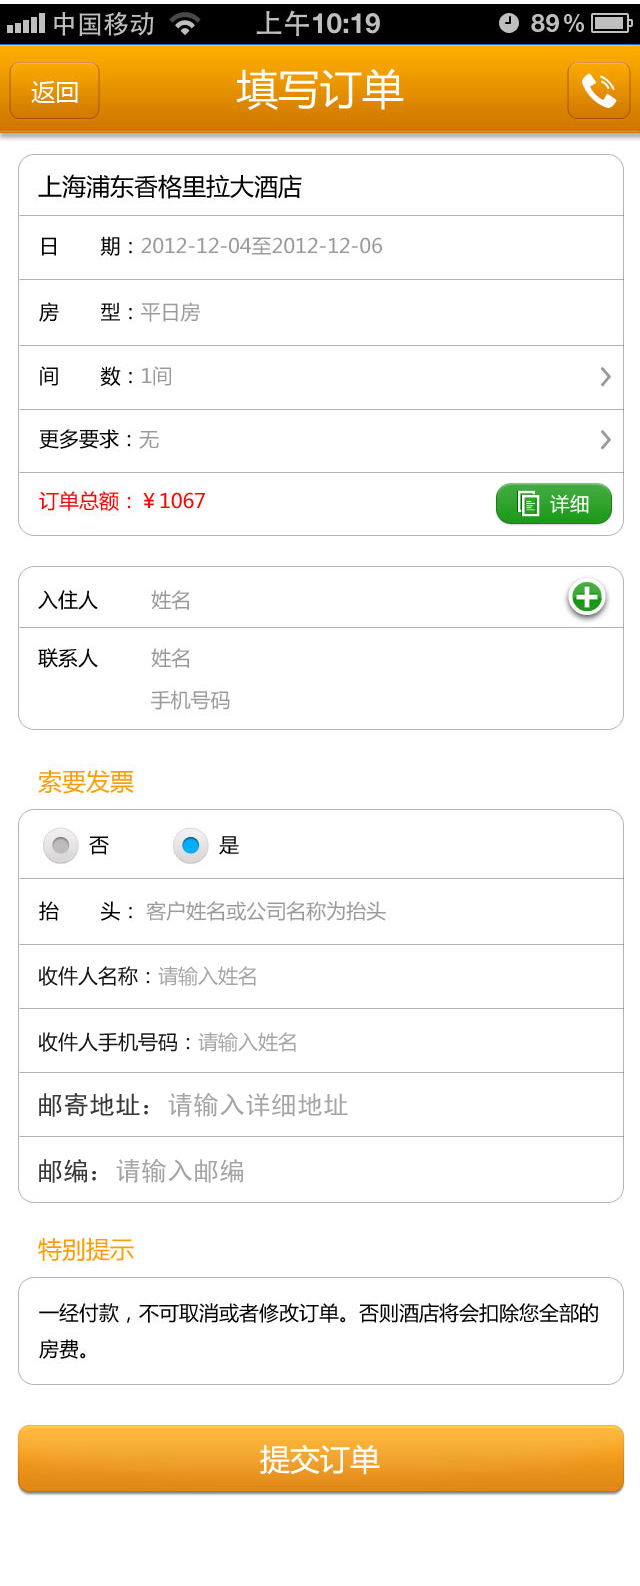 中国移动 上午10:19 89%
返回 填写订单
上海浦东香格里拉大酒店
日 期：2012-12-04至2012-12-06
房 型：平日房
间 数：1间
更多要求：无
订单总额：￥1067 详细
入住人 姓名
联系人 姓名
手机号码
索要发票
否 是
抬 头：客户姓名或公司名称为抬头
收件人名称：请输入姓名
收件人手机号码：请输入姓名
邮寄地址：请输入详细地址
邮编：请输入邮编
特别提示
一经付款，不可取消或者修改订单。否则酒店将会扣除您全部的
房费。
提交订单